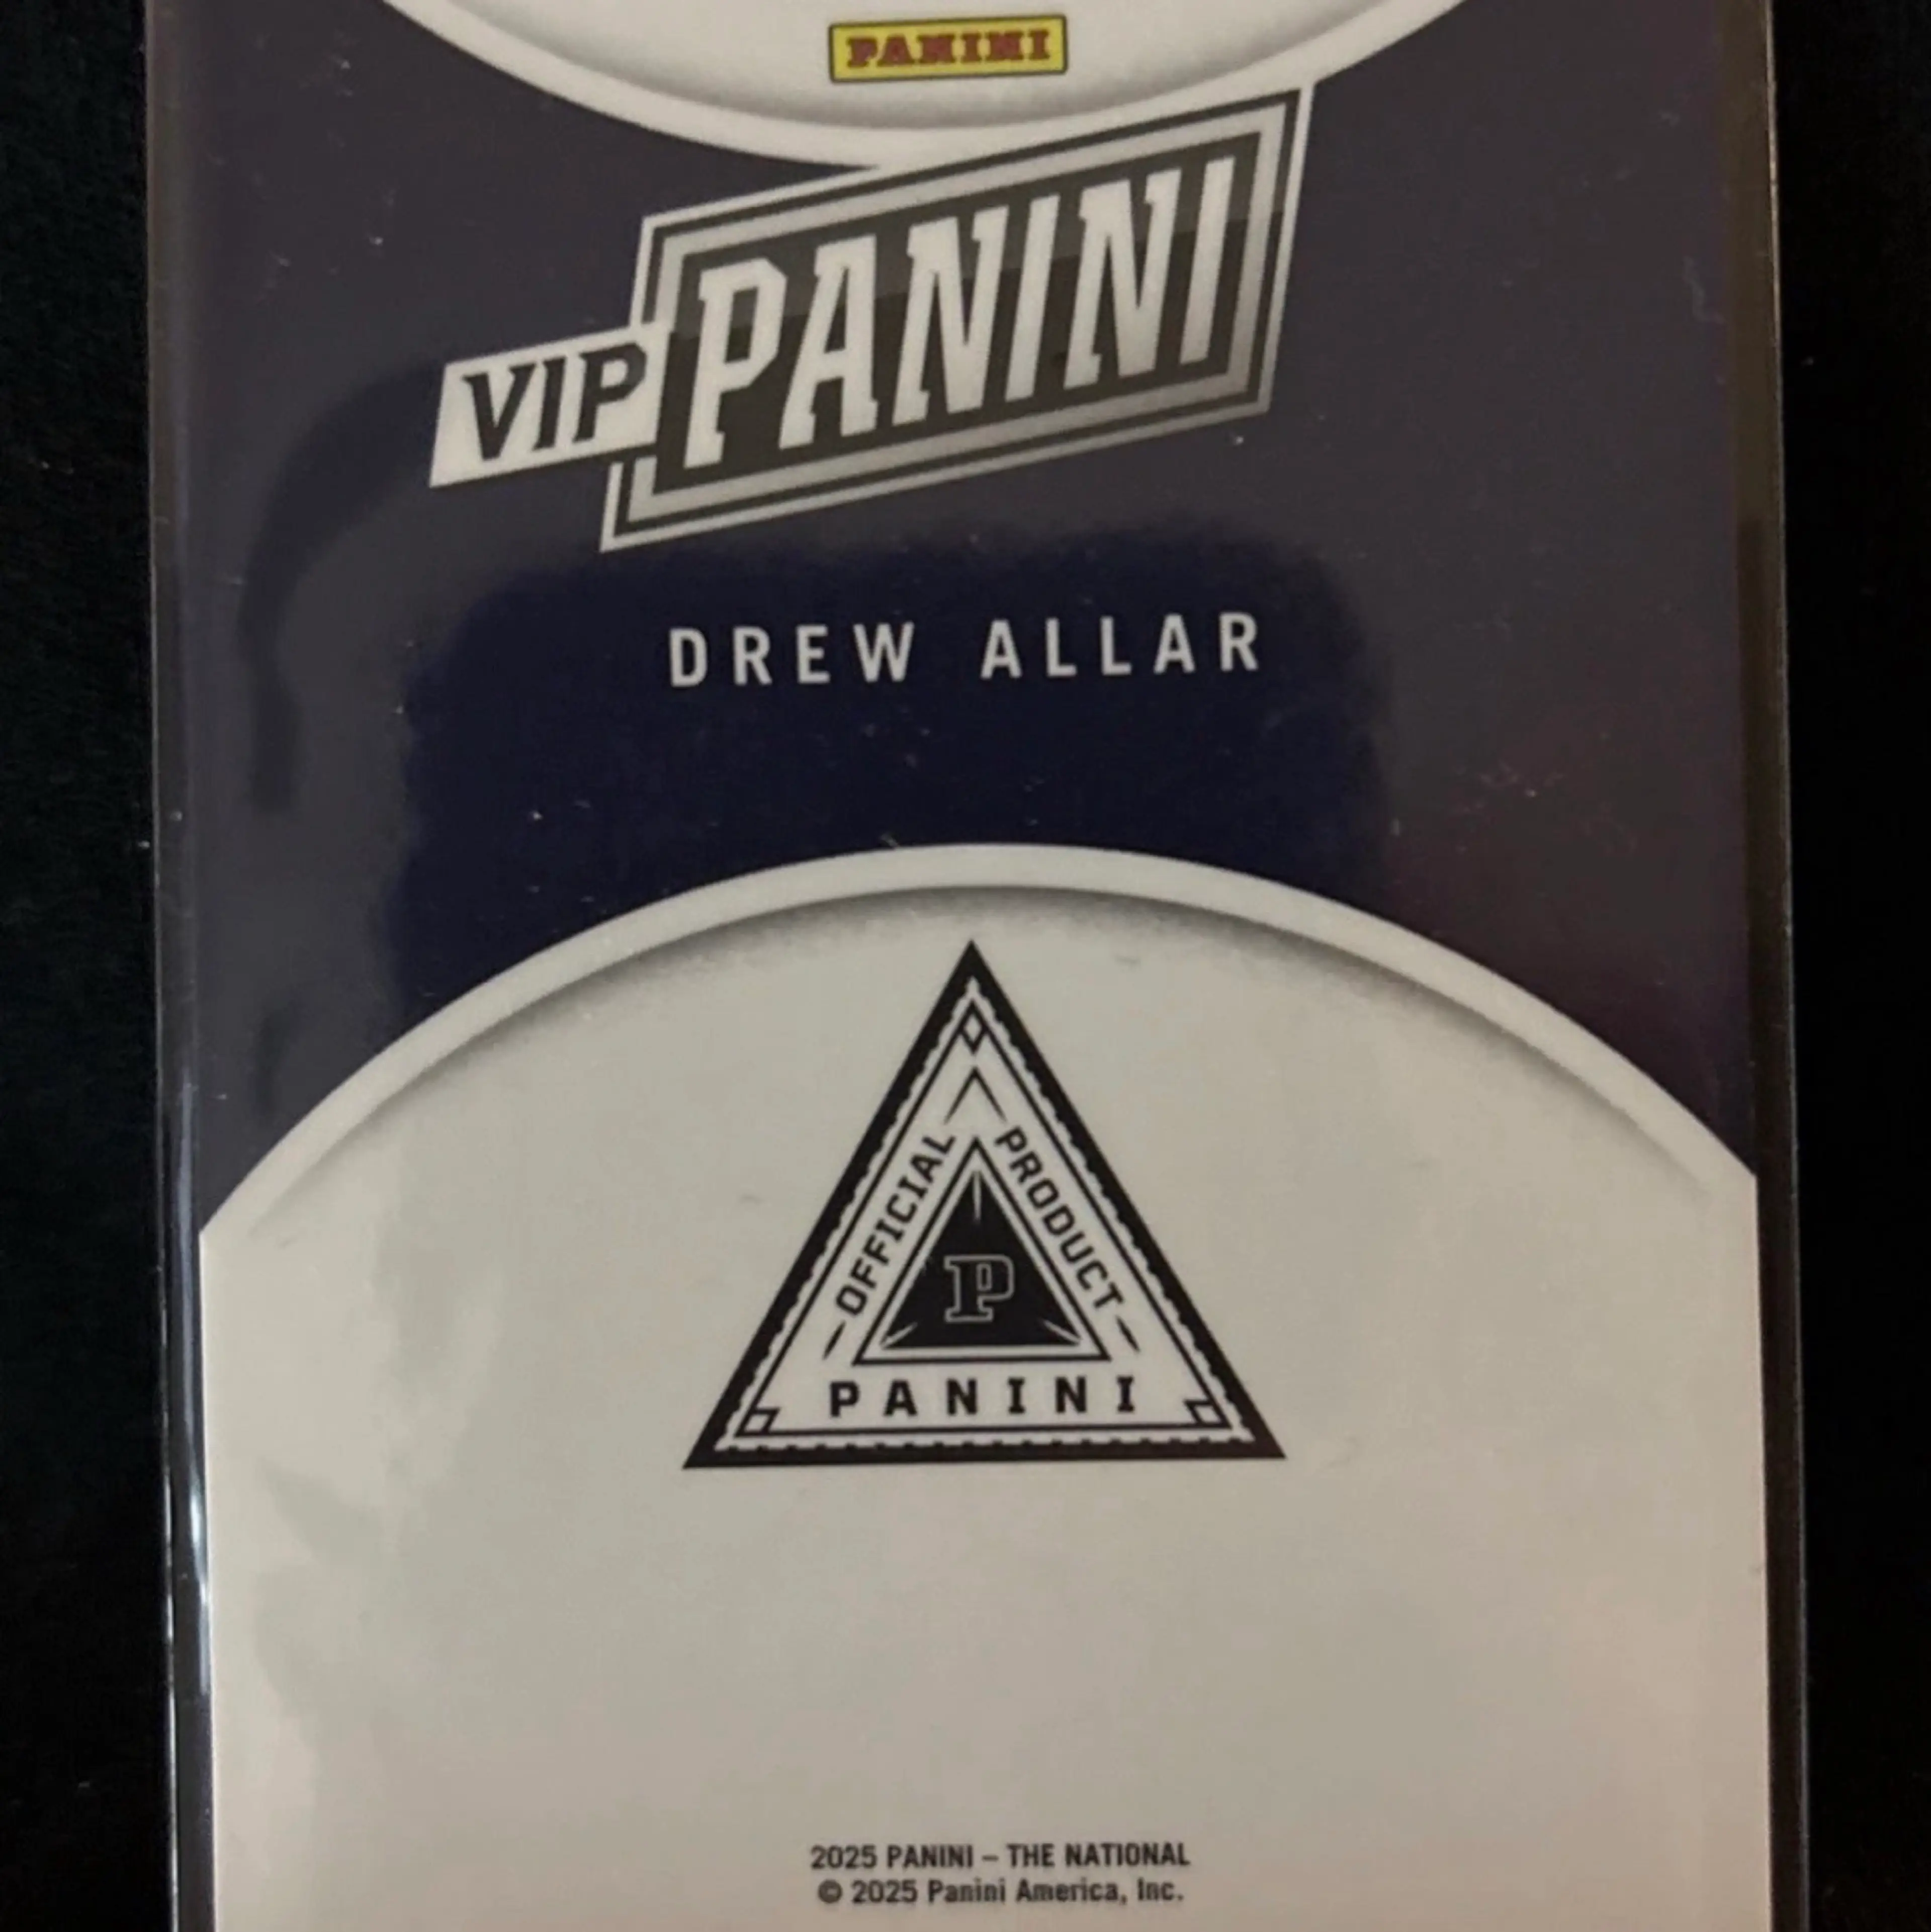 PANINI
VIP PANINI
DREW ALLAR
OFFICIAL PRODUCT
P
PANINI
2025 PANINI – THE NATIONAL
© 2025 Panini America, Inc.